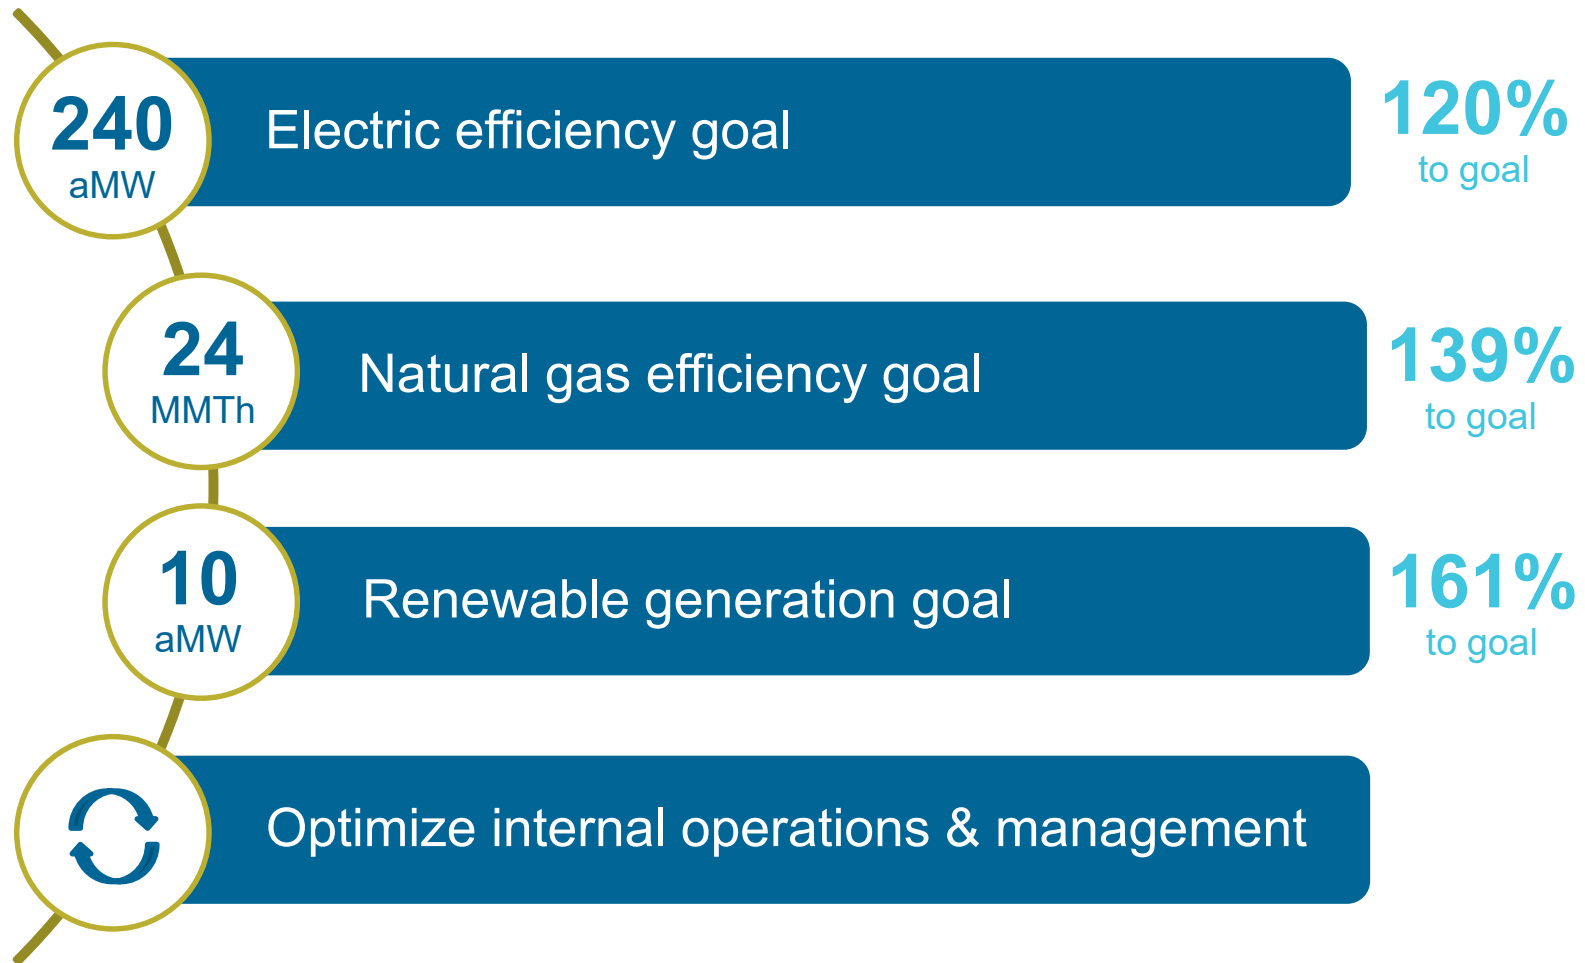 240
aMW
Electric efficiency goal
120%
to goal
24
MMTh
Natural gas efficiency goal
139%
to goal
10
aMW
Renewable generation goal
161%
to goal
Optimize internal operations & management